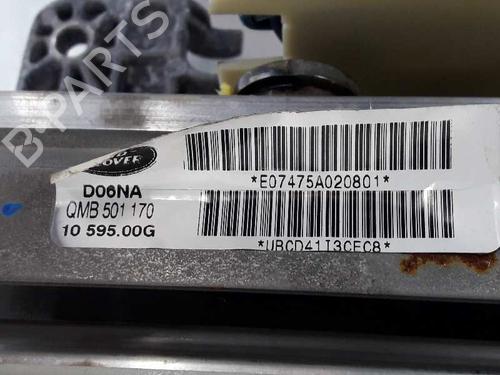 ROVER
*E07475A020801*
D06NA
QMB 501 170
10 595.00G
*UBCD41I3CEC8*
B-PARTS